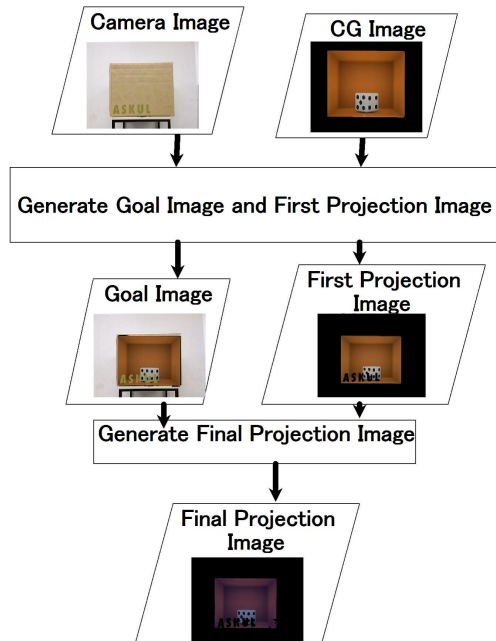 Camera Image
CG Image
ASKUL
Generate Goal Image and First Projection Image
Goal Image
First Projection
Image
ASKUL
ASKUL
Generate Final Projection Image
Final Projection
Image
ASKUL